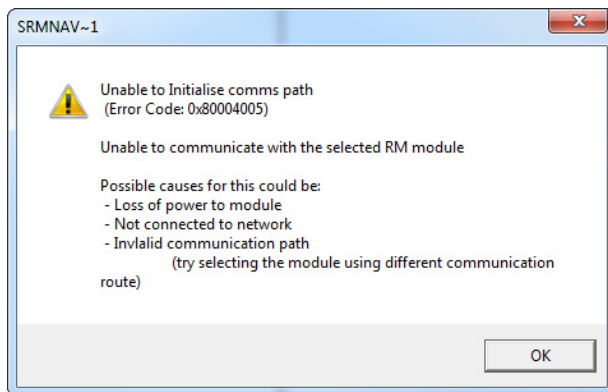 SRMNAV~1
Unable to Initialise comms path
(Error Code: 0x80004005)
Unable to communicate with the selected RM module
Possible causes for this could be:
- Loss of power to module
- Not connected to network
- Invlalid communication path
(try selecting the module using different communication
route)
OK